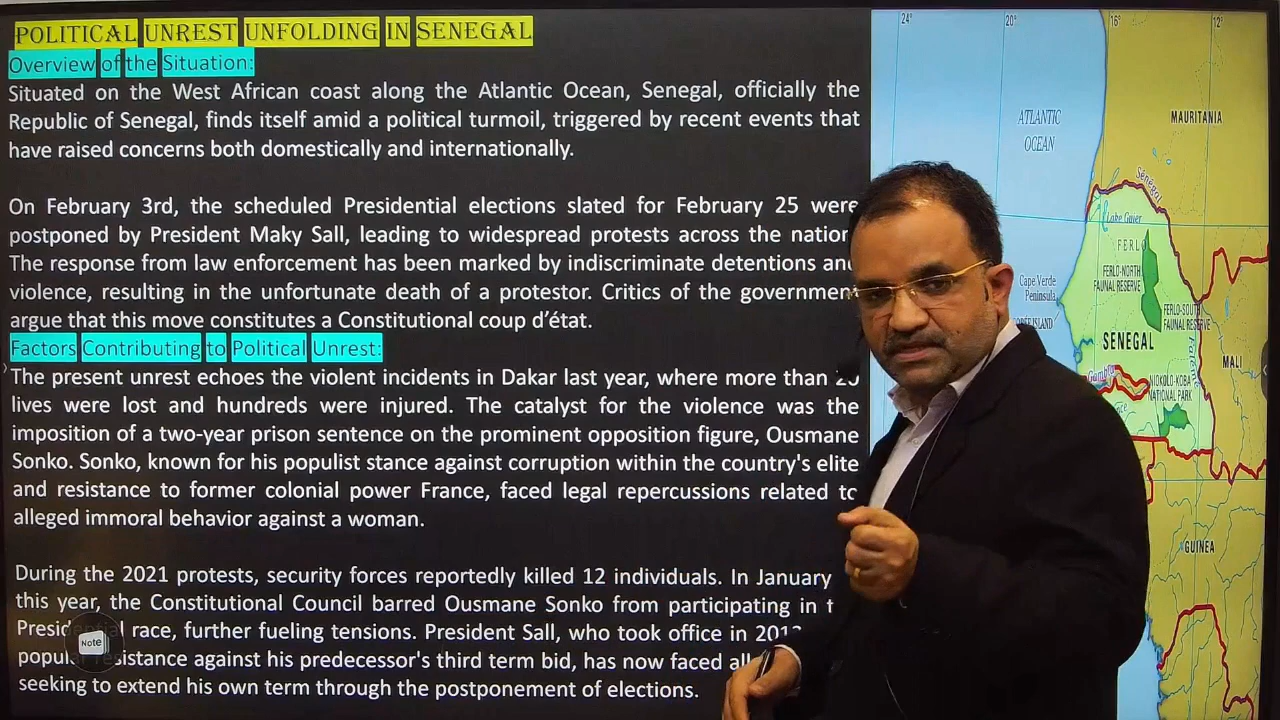 POLITICAL UNREST UNFOLDING IN SENEGAL
Overview of the Situation:
Situated on the West African coast along the Atlantic Ocean, Senegal, officially the
Republic of Senegal, finds itself amid a political turmoil, triggered by recent events that
have raised concerns both domestically and internationally.
On February 3rd, the scheduled Presidential elections slated for February 25 were
postponed by President Maky Sall, leading to widespread protests across the nation
The response from law enforcement has been marked by indiscriminate detentions and
violence, resulting in the unfortunate death of a protestor. Critics of the government
argue that this move constitutes a Constitutional coup d'état.
Factors Contributing to Political Unrest:
The present unrest echoes the violent incidents in Dakar last year, where more than
lives were lost and hundreds were injured. The catalyst for the violence was the
imposition of a two-year prison sentence on the prominent opposition figure, Ousmane
Sonko. Sonko, known for his populist stance against corruption within the country's elite
and resistance to former colonial power France, faced legal repercussions related to
alleged immoral behavior against a woman.
During the 2021 protests, security forces reportedly killed 12 individuals. In January
this year, the Constitutional Council barred Ousmane Sonko from participating in
Presidential race, further fueling tensions. President Sall, who took office in
popular resistance against his predecessor's third term bid, has now faced
seeking to extend his own term through the postponement of elections.
Note
24° 20° 16° 12°
ATLANTIC
OCEAN
MAURITANIA
Sénégal
Lake Guier
FERLO
FERLO-NORTH
FAUNAL RESERVE
Cape Verde
Peninsula
FERLO-SOUTH
FAUNAL RESERVE
ISLAND
SENEGAL
MALI
Gambia
NIOKOLO-KOBA
NATIONAL PARK
GUINEA